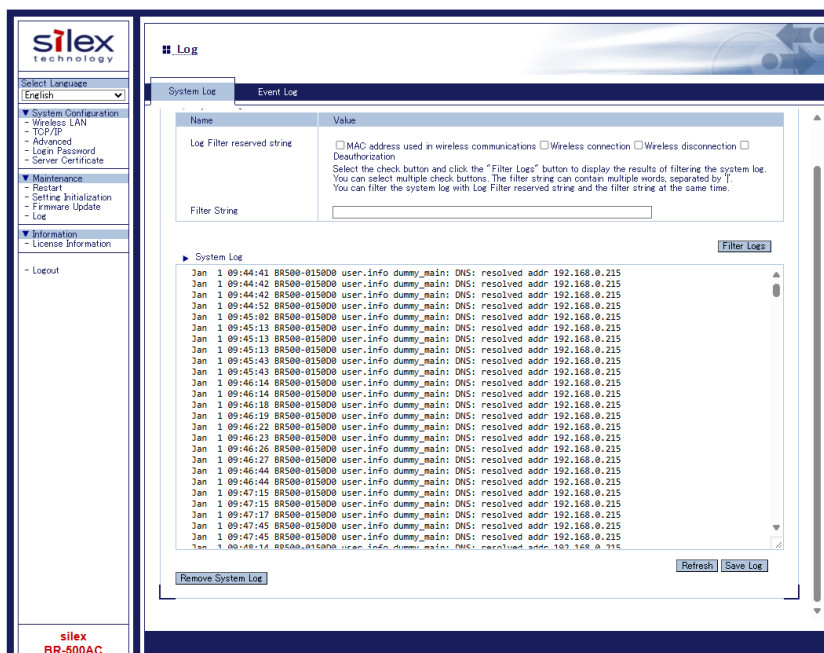 silex
technology
Select Language
English
▼ System Configuration
- Wireless LAN
- TCP/IP
- Advanced
- Login Password
- Server Certificate
▼ Maintenance
- Restart
- Setting Initialization
- Firmware Update
- Log
▼ Information
- License Information
- Logout
silex
BR-500AC
Log
System Log
Event Log
Name Value
Log Filter reserved string
MAC address used in wireless communications Wireless connection Wireless disconnection
Deauthorization
Select the check button and click the "Filter Logs" button to display the results of filtering the system log.
You can select multiple check buttons. The filter string can contain multiple words, separated by '|'.
You can filter the system log with Log Filter reserved string and the filter string at the same time.
Filter String
Filter Logs
System Log
Jan 1 09:44:41 BR500-0150D0 user.info dummy_main: DNS: resolved addr 192.168.0.215
Jan 1 09:44:42 BR500-0150D0 user.info dummy_main: DNS: resolved addr 192.168.0.215
Jan 1 09:44:42 BR500-0150D0 user.info dummy_main: DNS: resolved addr 192.168.0.215
Jan 1 09:44:52 BR500-0150D0 user.info dummy_main: DNS: resolved addr 192.168.0.215
Jan 1 09:45:02 BR500-0150D0 user.info dummy_main: DNS: resolved addr 192.168.0.215
Jan 1 09:45:13 BR500-0150D0 user.info dummy_main: DNS: resolved addr 192.168.0.215
Jan 1 09:45:13 BR500-0150D0 user.info dummy_main: DNS: resolved addr 192.168.0.215
Jan 1 09:45:13 BR500-0150D0 user.info dummy_main: DNS: resolved addr 192.168.0.215
Jan 1 09:45:43 BR500-0150D0 user.info dummy_main: DNS: resolved addr 192.168.0.215
Jan 1 09:45:43 BR500-0150D0 user.info dummy_main: DNS: resolved addr 192.168.0.215
Jan 1 09:46:14 BR500-0150D0 user.info dummy_main: DNS: resolved addr 192.168.0.215
Jan 1 09:46:14 BR500-0150D0 user.info dummy_main: DNS: resolved addr 192.168.0.215
Jan 1 09:46:18 BR500-0150D0 user.info dummy_main: DNS: resolved addr 192.168.0.215
Jan 1 09:46:19 BR500-0150D0 user.info dummy_main: DNS: resolved addr 192.168.0.215
Jan 1 09:46:22 BR500-0150D0 user.info dummy_main: DNS: resolved addr 192.168.0.215
Jan 1 09:46:23 BR500-0150D0 user.info dummy_main: DNS: resolved addr 192.168.0.215
Jan 1 09:46:26 BR500-0150D0 user.info dummy_main: DNS: resolved addr 192.168.0.215
Jan 1 09:46:27 BR500-0150D0 user.info dummy_main: DNS: resolved addr 192.168.0.215
Jan 1 09:46:44 BR500-0150D0 user.info dummy_main: DNS: resolved addr 192.168.0.215
Jan 1 09:46:44 BR500-0150D0 user.info dummy_main: DNS: resolved addr 192.168.0.215
Jan 1 09:47:15 BR500-0150D0 user.info dummy_main: DNS: resolved addr 192.168.0.215
Jan 1 09:47:15 BR500-0150D0 user.info dummy_main: DNS: resolved addr 192.168.0.215
Jan 1 09:47:17 BR500-0150D0 user.info dummy_main: DNS: resolved addr 192.168.0.215
Jan 1 09:47:45 BR500-0150D0 user.info dummy_main: DNS: resolved addr 192.168.0.215
Jan 1 09:47:45 BR500-0150D0 user.info dummy_main: DNS: resolved addr 192.168.0.215
Jan 1 09:48:14 BR500-0150D0 user.info dummy_main: DNS: resolved addr 192.168.0.215
Refresh Save Log
Remove System Log